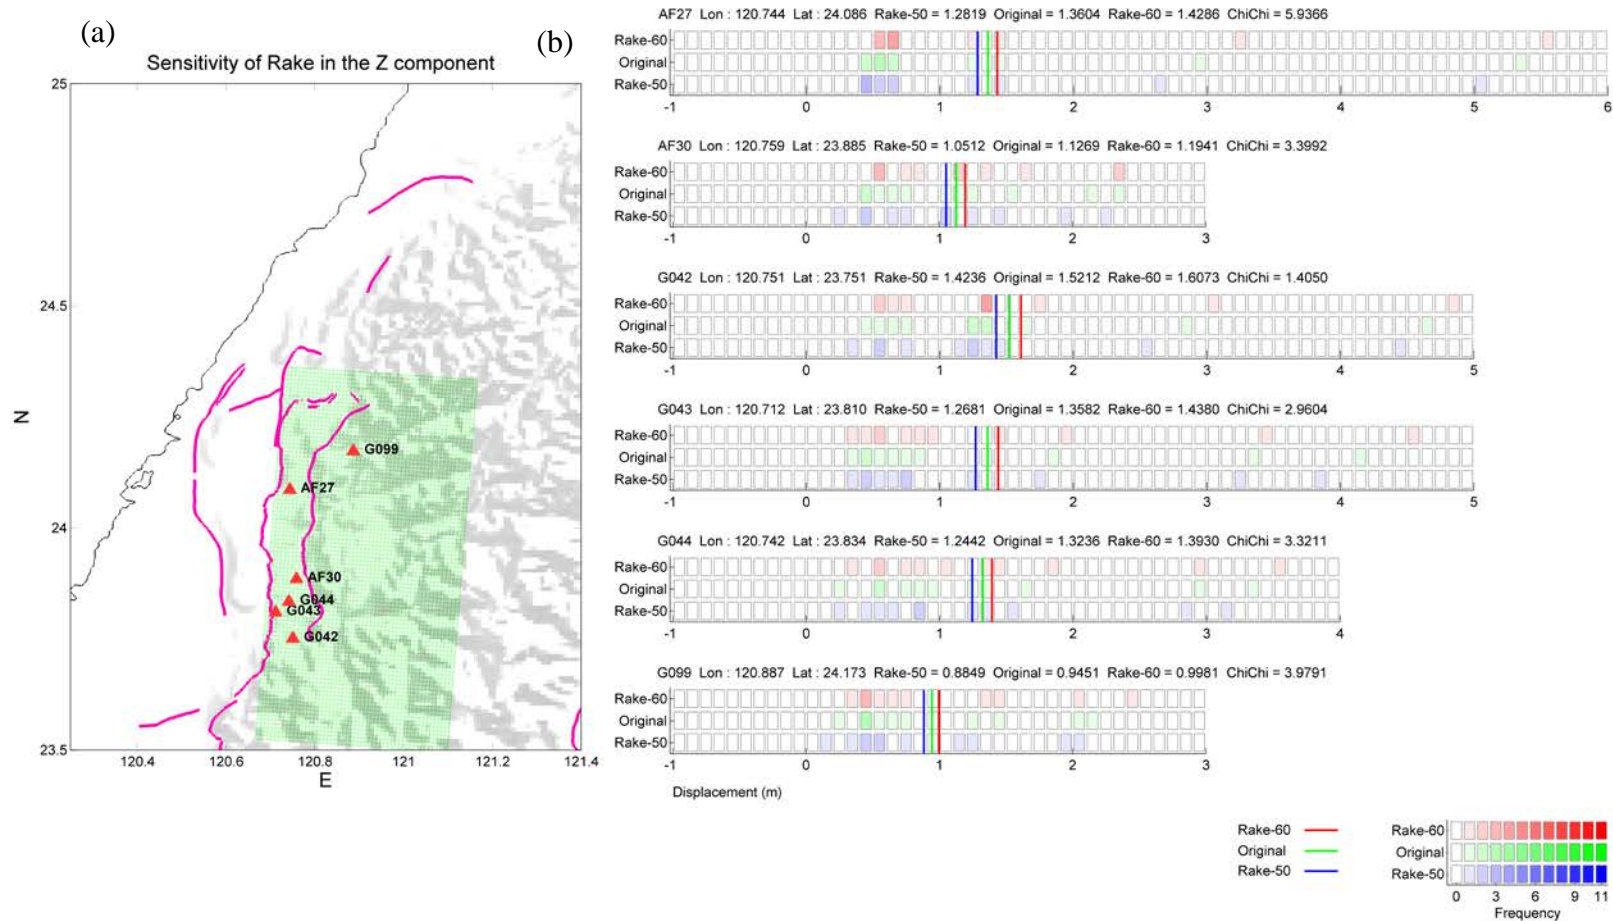 (a)
Sensitivity of Rake in the Z component
25
24.5
24
23.5
N
120.4 120.6 120.8 121 121.2 121.4
E
G099
AF27
AF30
G044
G043
G042
(b)
AF27 Lon : 120.744 Lat : 24.086 Rake-50 = 1.2819 Original = 1.3604 Rake-60 = 1.4286 ChiChi = 5.9366
Rake-60
Original
Rake-50
-1 0 1 2 3 4 5 6
AF30 Lon : 120.759 Lat : 23.885 Rake-50 = 1.0512 Original = 1.1269 Rake-60 = 1.1941 ChiChi = 3.3992
Rake-60
Original
Rake-50
-1 0 1 2 3
G042 Lon : 120.751 Lat : 23.751 Rake-50 = 1.4236 Original = 1.5212 Rake-60 = 1.6073 ChiChi = 1.4050
Rake-60
Original
Rake-50
-1 0 1 2 3 4 5
G043 Lon : 120.712 Lat : 23.810 Rake-50 = 1.2681 Original = 1.3582 Rake-60 = 1.4380 ChiChi = 2.9604
Rake-60
Original
Rake-50
-1 0 1 2 3 4 5
G044 Lon : 120.742 Lat : 23.834 Rake-50 = 1.2442 Original = 1.3236 Rake-60 = 1.3930 ChiChi = 3.3211
Rake-60
Original
Rake-50
-1 0 1 2 3 4
G099 Lon : 120.887 Lat : 24.173 Rake-50 = 0.8849 Original = 0.9451 Rake-60 = 0.9981 ChiChi = 3.9791
Rake-60
Original
Rake-50
-1 0 1 2 3
Displacement (m)
Rake-60
Original
Rake-50
Rake-60
Original
Rake-50
0 3 6 9 11
Frequency